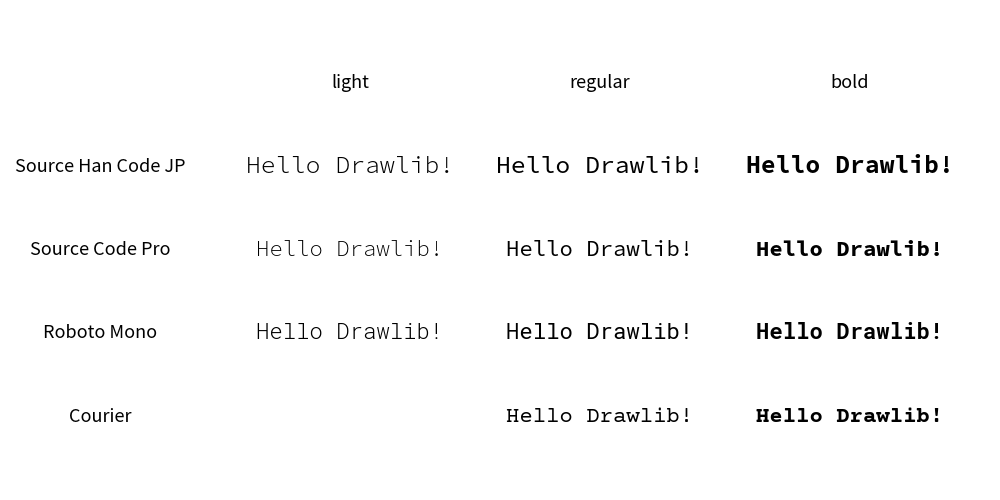 light regular bold
Source Han Code JP Hello Drawlib! Hello Drawlib! Hello Drawlib!
Source Code Pro Hello Drawlib! Hello Drawlib! Hello Drawlib!
Roboto Mono Hello Drawlib! Hello Drawlib! Hello Drawlib!
Courier Hello Drawlib! Hello Drawlib!